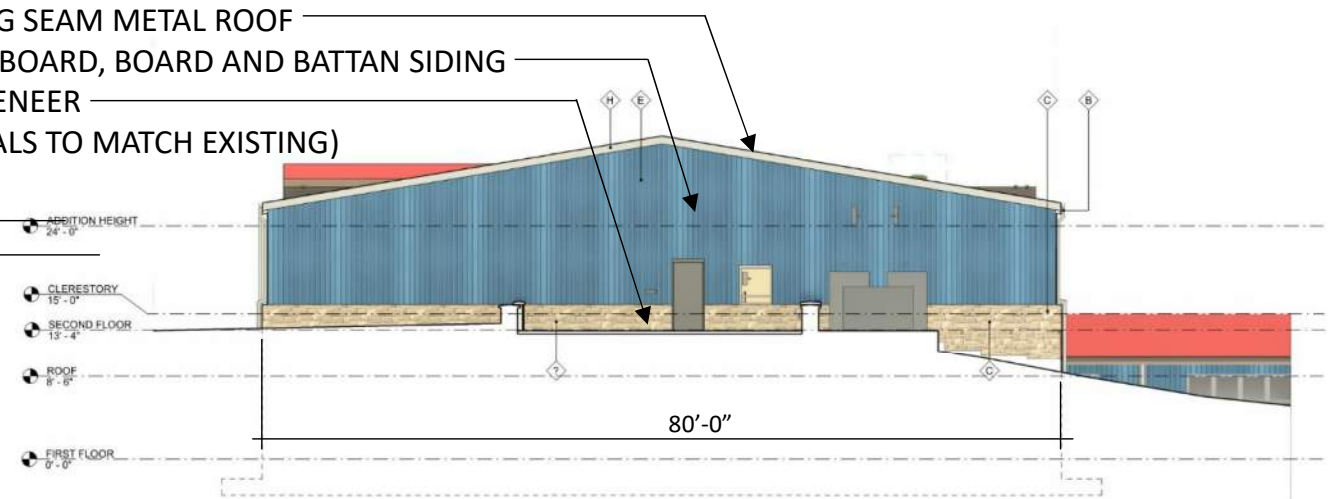 G SEAM METAL ROOF
BOARD, BOARD AND BATTAN SIDING
ENEER
ALS TO MATCH EXISTING)
H
E
C
B
ADDITION HEIGHT
24' - 0"
CLERESTORY
15' - 0"
SECOND FLOOR
13' - 4"
?
C
ROOF
8' - 6"
80'-0”
FIRST FLOOR
0' - 0"